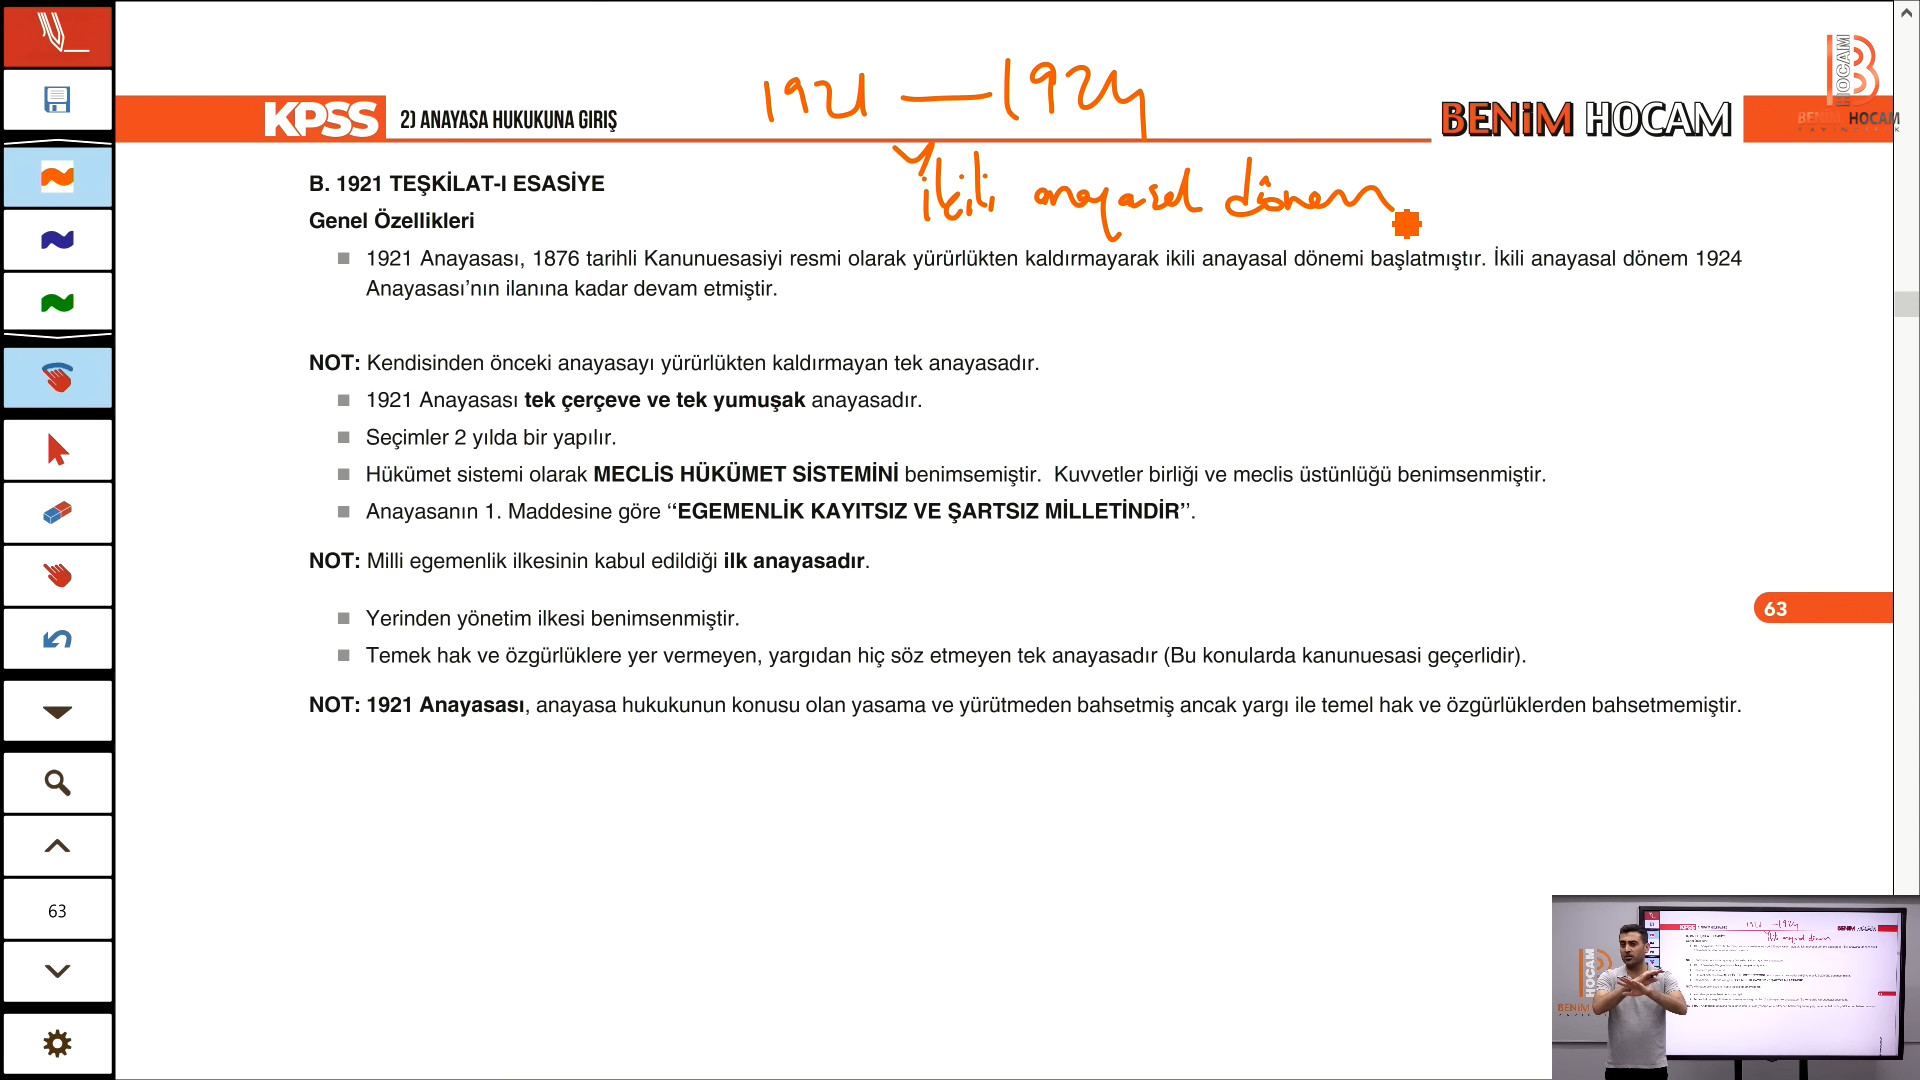 1921 — 1924
KPSS 2) ANAYASA HUKUKUNA GIRIŞ BENiM HOCAM
HOCAM
BENiM HOCAM
YAYINCILIK
İkili anayasal dönem
B. 1921 TEŞKİLAT-I ESASİYE
Genel Özellikleri
1921 Anayasası, 1876 tarihli Kanunuesasiyi resmi olarak yürürlükten kaldırmayarak ikili anayasal dönemi başlatmıştır. İkili anayasal dönem 1924
Anayasası’nın ilanına kadar devam etmiştir.
NOT: Kendisinden önceki anayasayı yürürlükten kaldırmayan tek anayasadır.
1921 Anayasası tek çerçeve ve tek yumuşak anayasadır.
Seçimler 2 yılda bir yapılır.
Hükümet sistemi olarak MECLİS HÜKÜMET SİSTEMİNİ benimsemiştir. Kuvvetler birliği ve meclis üstünlüğü benimsenmiştir.
Anayasanın 1. Maddesine göre “EGEMENLİK KAYITSIZ VE ŞARTSIZ MİLLETİNDİR”.
NOT: Milli egemenlik ilkesinin kabul edildiği ilk anayasadır.
63
Yerinden yönetim ilkesi benimsenmiştir.
Temek hak ve özgürlüklere yer vermeyen, yargıdan hiç söz etmeyen tek anayasadır (Bu konularda kanunuesasi geçerlidir).
NOT: 1921 Anayasası, anayasa hukukunun konusu olan yasama ve yürütmeden bahsetmiş ancak yargı ile temel hak ve özgürlüklerden bahsetmemiştir.
63